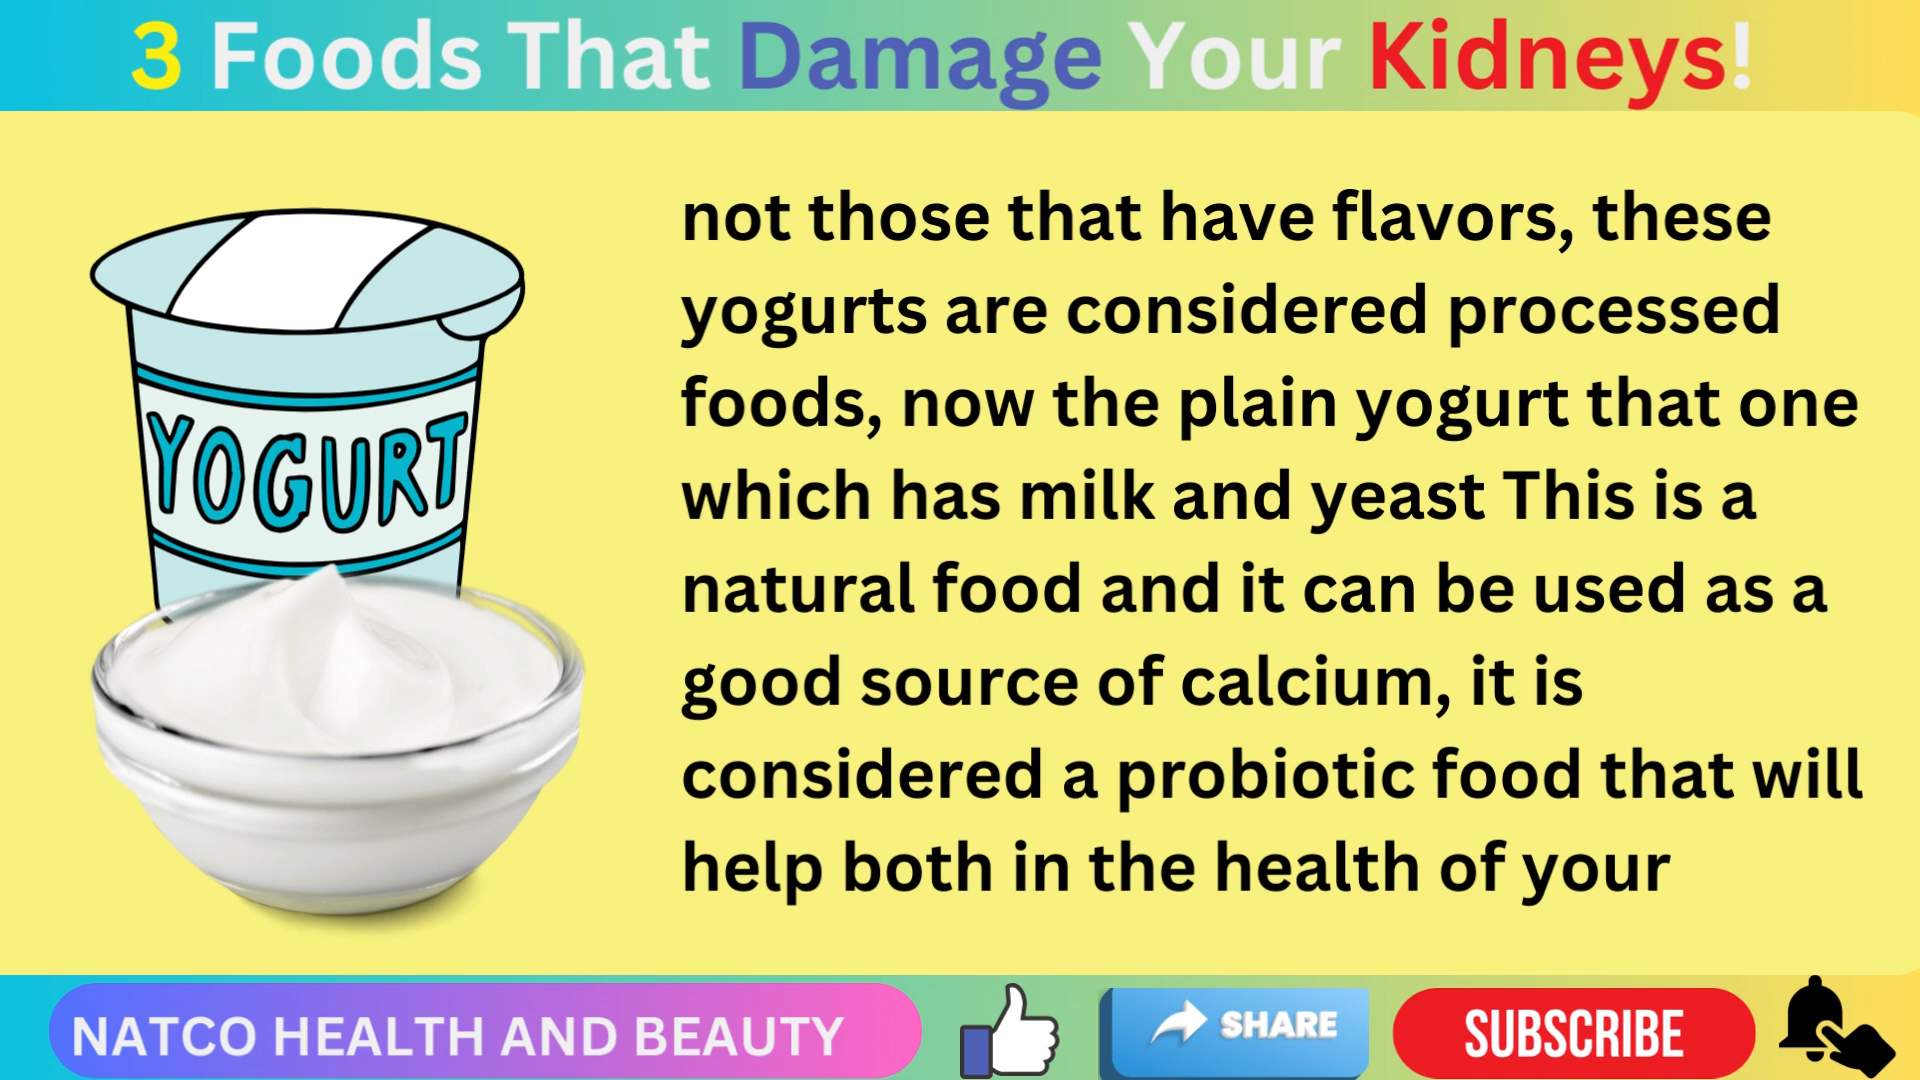 3 Foods That Damage Your Kidneys!
YOGURT
not those that have flavors, these
yogurts are considered processed
foods, now the plain yogurt that one
which has milk and yeast This is a
natural food and it can be used as a
good source of calcium, it is
considered a probiotic food that will
help both in the health of your
NATCO HEALTH AND BEAUTY
SHARE
SUBSCRIBE